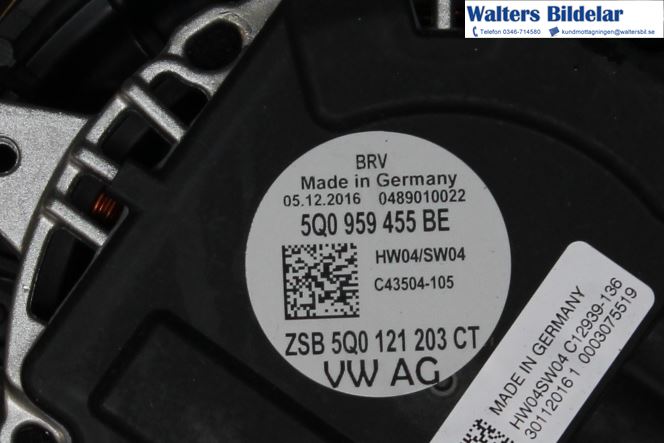 Walters Bildelar
Telefon 0346-714580 kundmottagningen@waltersbil.se
BRV
Made in Germany
05.12.2016 0489010022
5Q0 959 455 BE
HW04/SW04
C43504-105
ZSB 5Q0 121 203 CT
VW AG
MADE IN GERMANY
HW04SW04 C12939-136
30112016 1 0003075519